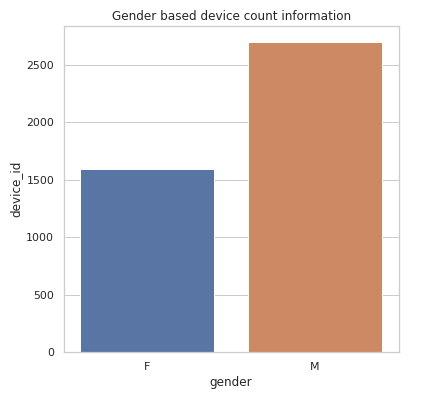 Gender based device count information
2500
2000
1500
1000
500
0
device_id
F M
gender